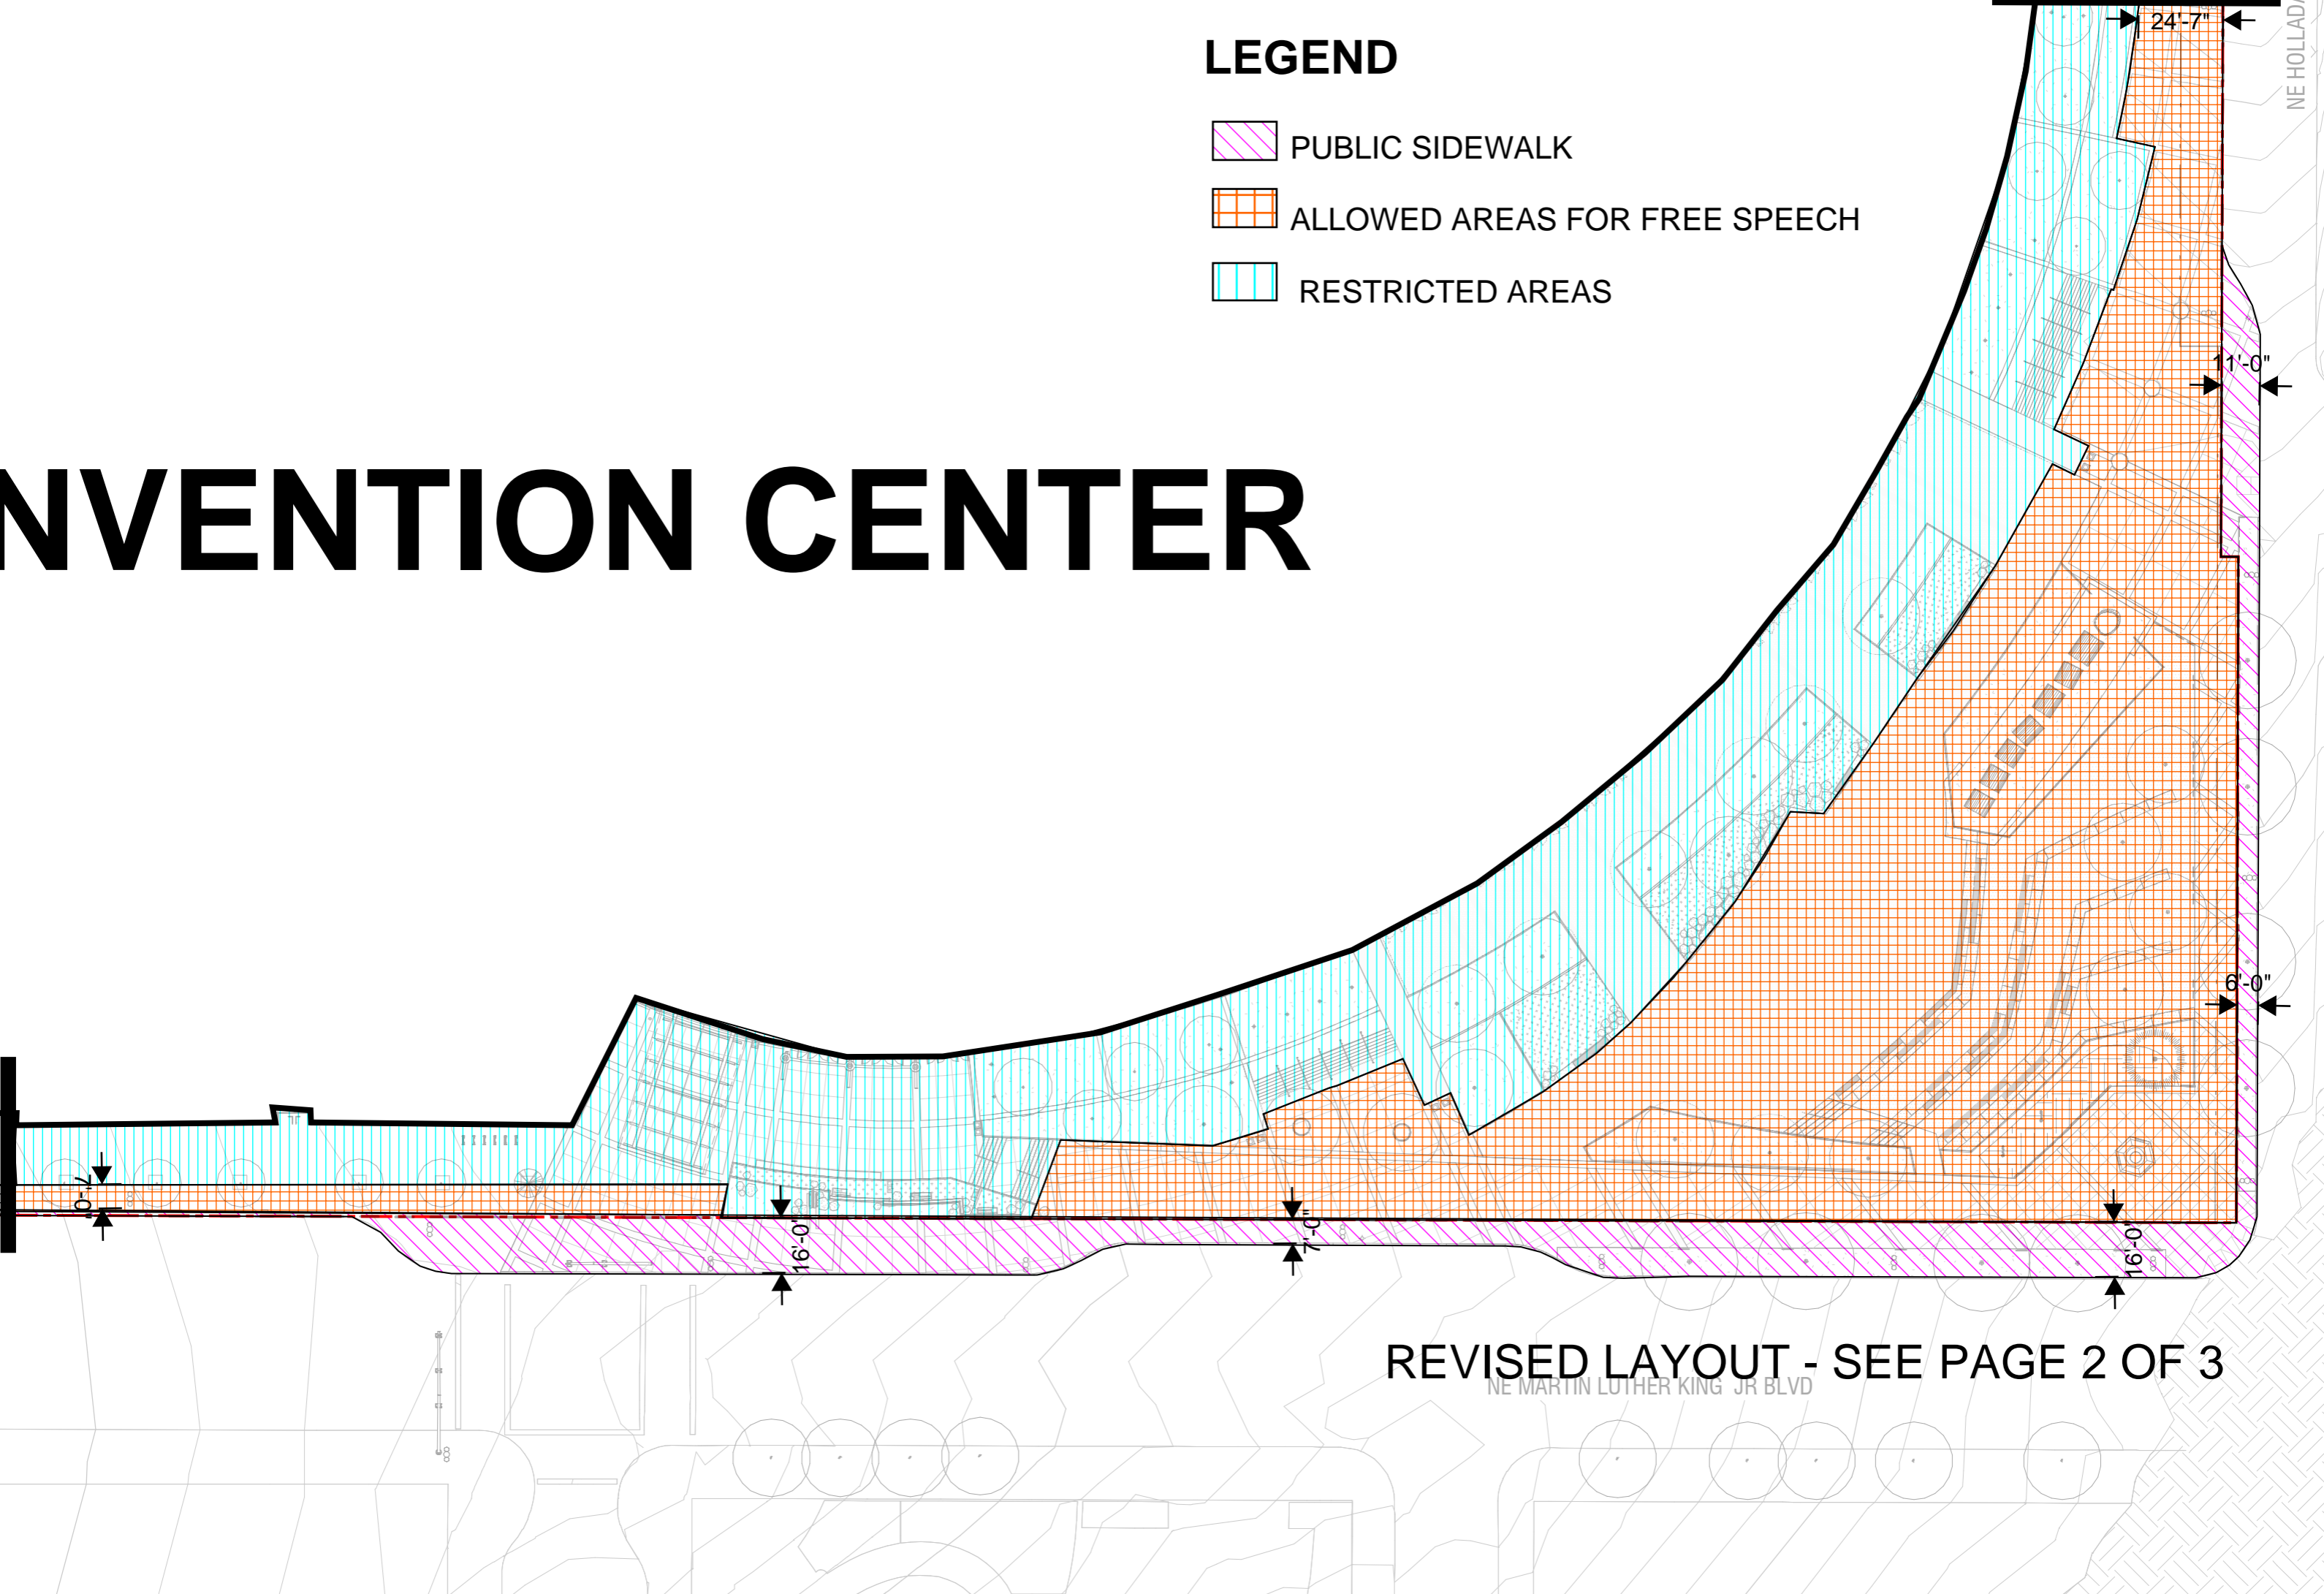 24'-7"
NE HOLLADA
LEGEND
PUBLIC SIDEWALK
ALLOWED AREAS FOR FREE SPEECH
RESTRICTED AREAS
11'-0"
NVENTION CENTER
6'-0"
7'-0"
16'-0"
7'-0"
16'-0"
REVISED LAYOUT - SEE PAGE 2 OF 3
NE MARTIN LUTHER KING JR BLVD